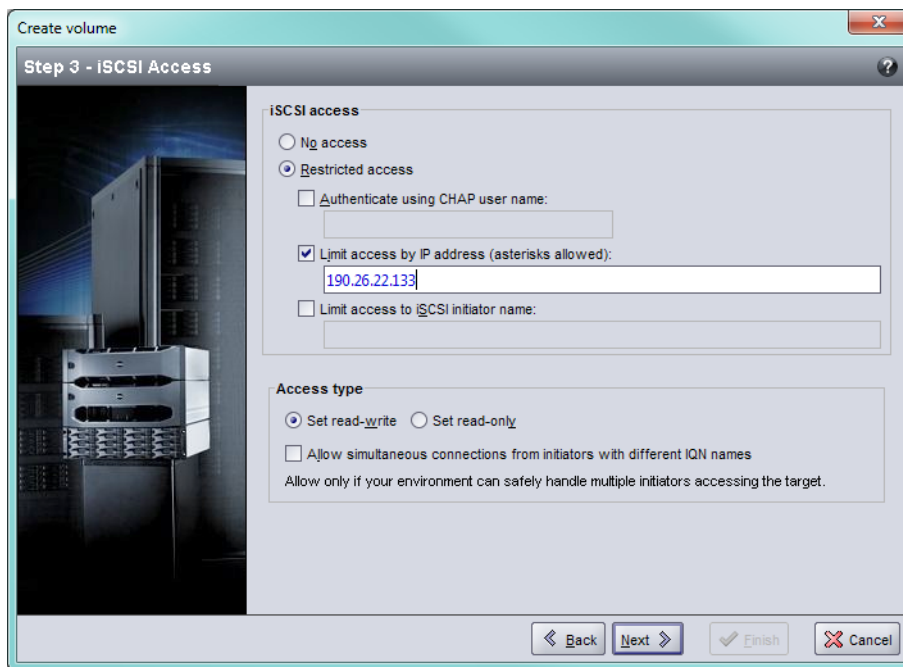 Create volume
Step 3 - iSCSI Access
?
iSCSI access
No access
Restricted access
Authenticate using CHAP user name:
Limit access by IP address (asterisks allowed):
190.26.22.133
Limit access to iSCSI initiator name:
Access type
Set read-write Set read-only
Allow simultaneous connections from initiators with different IQN names
Allow only if your environment can safely handle multiple initiators accessing the target.
Back Next Finish Cancel